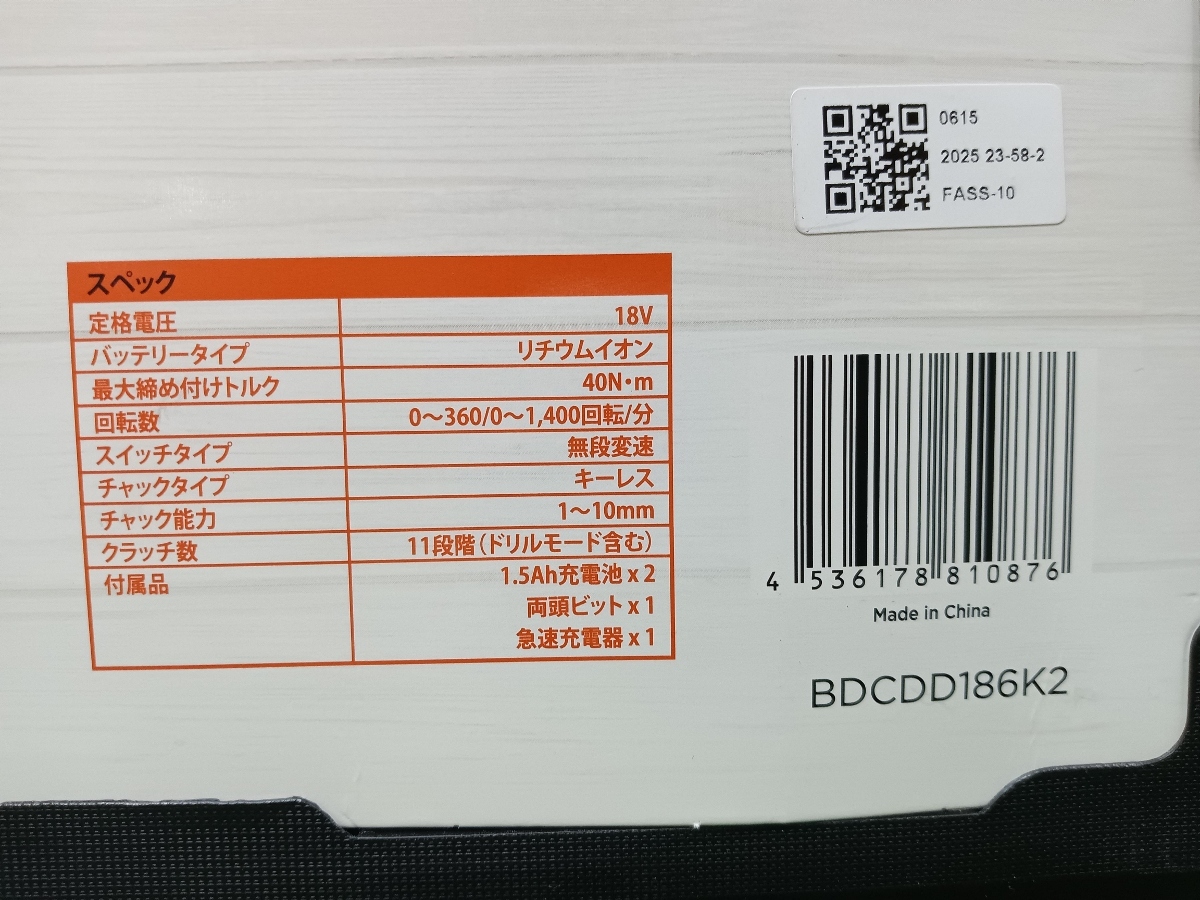 0615
2025 23-58-2
FASS-10
スペック
定格電圧 18V
バッテリータイプ リチウムイオン
最大締め付けトルク 40N・m
回転数 0～360/0～1,400回転/分
スイッチタイプ 無段変速
チャックタイプ キーレス
チャック能力 1～10mm
クラッチ数 11段階（ドリルモード含む）
付属品 1.5Ah充電池 x 2
両頭ビット x 1
急速充電器 x 1
4 536178 810876
Made in China
BDCDD186K2